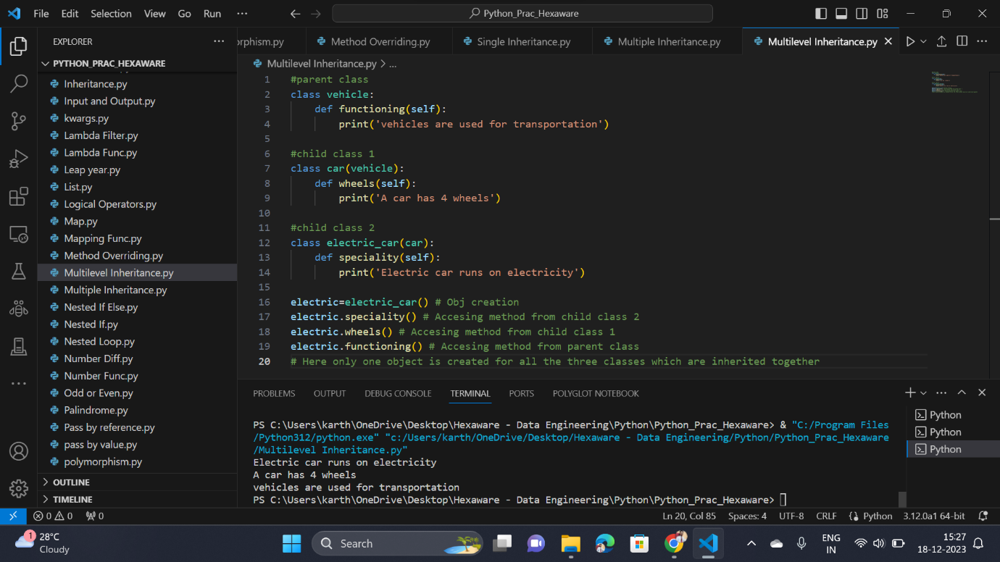 File Edit Selection View Go Run ···
Python_Prac_Hexaware
EXPLORER ···
orphism.py Method Overriding.py Single Inheritance.py Multiple Inheritance.py Multilevel Inheritance.py
PYTHON_PRAC_HEXAWARE
Inheritance.py
Input and Output.py
kwargs.py
Lambda Filter.py
Lambda Func.py
Leap year.py
List.py
Logical Operators.py
Map.py
Mapping Func.py
Method Overriding.py
Multilevel Inheritance.py
Multiple Inheritance.py
Nested If Else.py
Nested If.py
Nested Loop.py
Number Diff.py
Number Func.py
Odd or Even.py
Palindrome.py
Pass by reference.py
pass by value.py
polymorphism.py
OUTLINE
TIMELINE
Multilevel Inheritance.py > ...
1 #parent class
2 class vehicle:
3 def functioning(self):
4 print('vehicles are used for transportation')
5
6 #child class 1
7 class car(vehicle):
8 def wheels(self):
9 print('A car has 4 wheels')
10
11 #child class 2
12 class electric_car(car):
13 def speciality(self):
14 print('Electric car runs on electricity')
15
16 electric=electric_car() # Obj creation
17 electric.speciality() # Accesing method from child class 2
18 electric.wheels() # Accesing method from child class 1
19 electric.functioning() # Accesing method from parent class
20 # Here only one object is created for all the three classes which are inherited together
PROBLEMS OUTPUT DEBUG CONSOLE TERMINAL PORTS POLYGLOT NOTEBOOK
PS C:\Users\karth\OneDrive\Desktop\Hexaware - Data Engineering\Python\Python_Prac_Hexaware> & "C:/Program Files
/Python312/python.exe" "c:/Users/karth/OneDrive/Desktop/Hexaware - Data Engineering/Python/Python_Prac_Hexaware
/Multilevel Inheritance.py"
Electric car runs on electricity
A car has 4 wheels
vehicles are used for transportation
PS C:\Users\karth\OneDrive\Desktop\Hexaware - Data Engineering\Python\Python_Prac_Hexaware>
Python
Python
Python
0 0 0 Ln 20, Col 85 Spaces: 4 UTF-8 CRLF Python 3.12.0a1 64-bit
1
28°C
Cloudy
Search
ENG
IN
15:27
18-12-2023